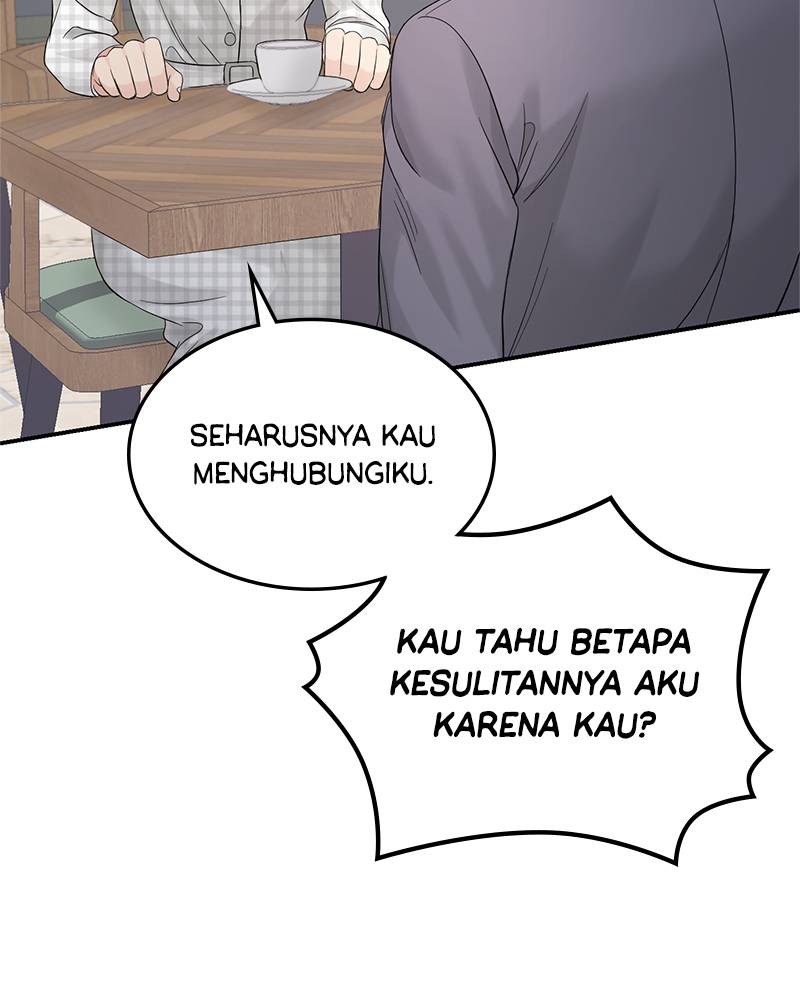 SEHARUSNYA KAU
MENGHUBUNGIKU.
KAU TAHU BETAPA
KESULITANNYA AKU
KARENA KAU?